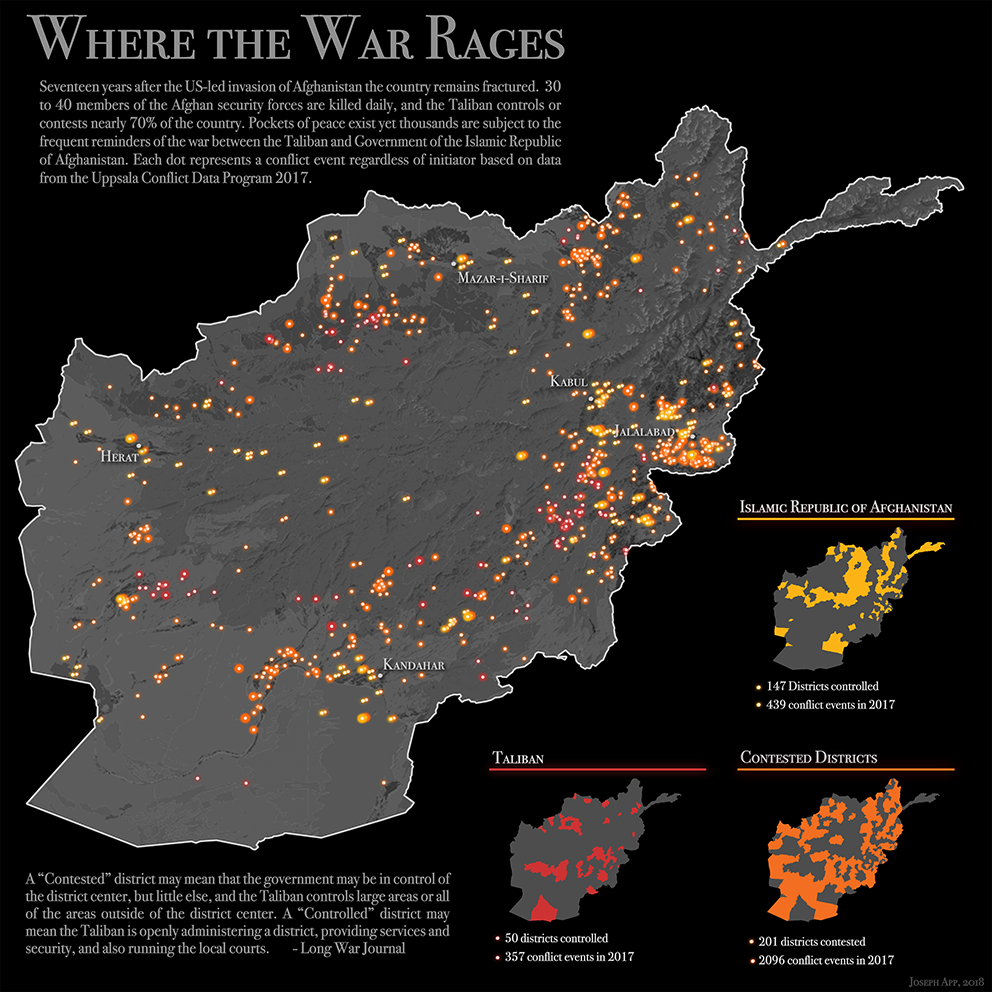 Where the War Rages
Seventeen years after the US-led invasion of Afghanistan the country remains fractured. 30
to 40 members of the Afghan security forces are killed daily, and the Taliban controls or
contests nearly 70% of the country. Pockets of peace exist yet thousands are subject to the
frequent reminders of the war between the Taliban and Government of the Islamic Republic
of Afghanistan. Each dot represents a conflict event regardless of initiator based on data
from the Uppsala Conflict Data Program 2017.
Mazar-i-Sharif
Kabul
Jalalabad
Herat
Kandahar
Islamic Republic of Afghanistan
147 Districts controlled
439 conflict events in 2017
Taliban
50 districts controlled
357 conflict events in 2017
Contested Districts
201 districts contested
2096 conflict events in 2017
A “Contested” district may mean that the government may be in control of
the district center, but little else, and the Taliban controls large areas or all
of the areas outside of the district center. A “Controlled” district may
mean the Taliban is openly administering a district, providing services and
security, and also running the local courts. - Long War Journal
Joseph App, 2018